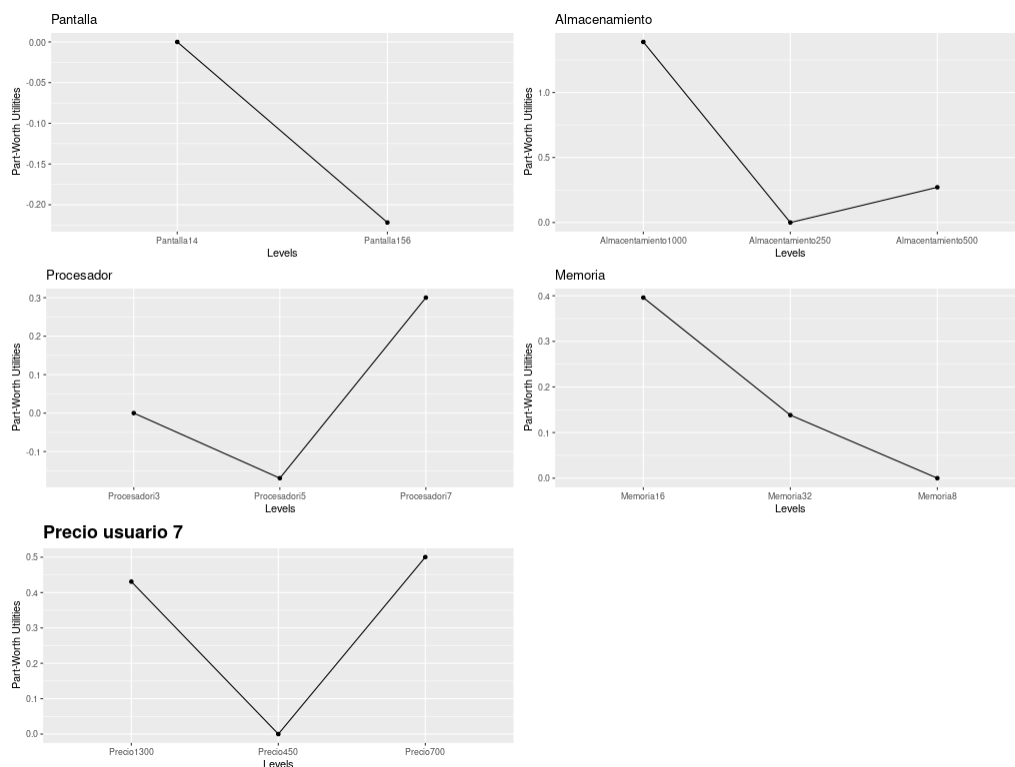 Pantalla
Part-Worth Utilities
0.00
-0.05
-0.10
-0.15
-0.20
Pantalla14 Pantalla156
Levels
Almacenamiento
Part-Worth Utilities
1.0
0.5
0.0
Almacentamiento1000 Almacentamiento250 Almacentamiento500
Levels
Procesador
Part-Worth Utilities
0.3
0.2
0.1
0.0
-0.1
Procesadori3 Procesadori5 Procesadori7
Levels
Memoria
Part-Worth Utilities
0.4
0.3
0.2
0.1
0.0
Memoria16 Memoria32 Memoria8
Levels
Precio usuario 7
Part-Worth Utilities
0.5
0.4
0.3
0.2
0.1
0.0
Precio1300 Precio450 Precio700
Levels